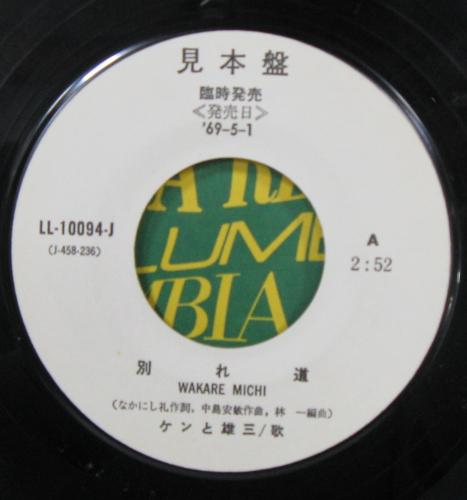 見本盤
臨時発売
<発売日>
'69-5-1
LL-10094-J
(J-458-236)
A
2:52
A RE
LUMB
UBIA
別れ道
WAKARE MICHI
(なかにし礼作詞, 中島安敏作曲, 林 一編曲)
ケンと雄三/歌